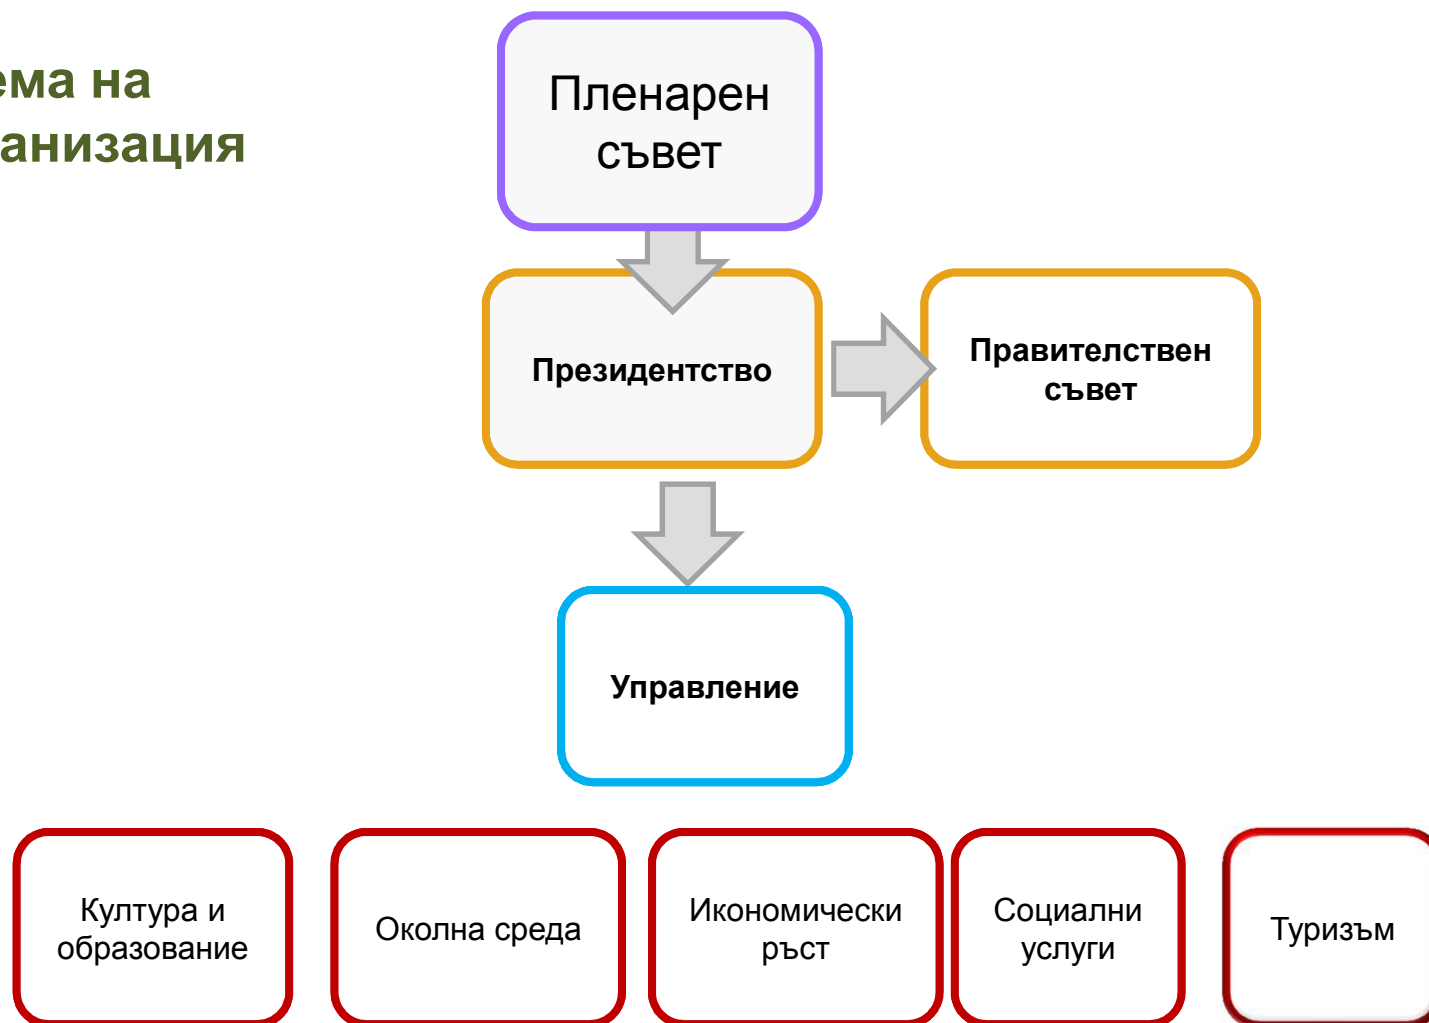 ема на
анизация
Пленарен
съвет
Президентство
Правителствен
съвет
Управление
Култура и
образование
Околна среда
Икономически
ръст
Социални
услуги
Туризъм